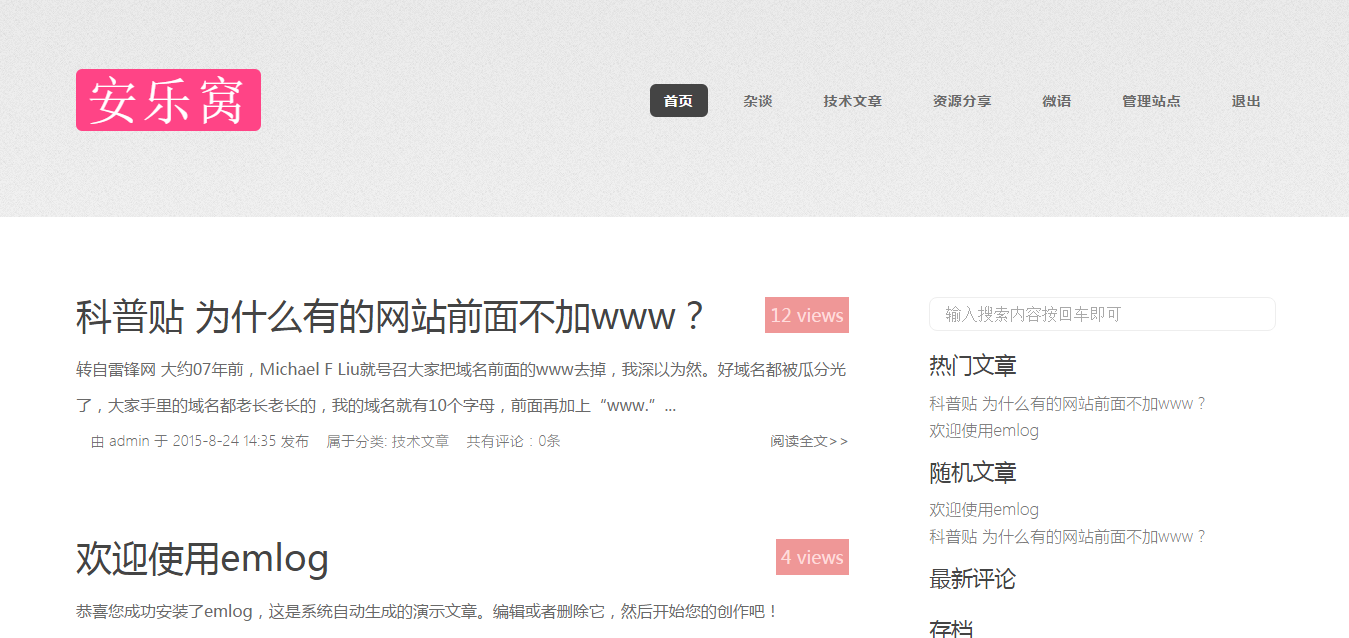 安乐窝
首页 杂谈 技术文章 资源分享 微语 管理站点 退出
科普贴 为什么有的网站前面不加www？
12 views
转自雷锋网 大约07年前，Michael F Liu就号召大家把域名前面的www去掉，我深以为然。好域名都被瓜分光
了，大家手里的域名都老长老长的，我的域名就有10个字母，前面再加上“www.”...
由 admin 于 2015-8-24 14:35 发布 属于分类: 技术文章 共有评论：0条 阅读全文>>
欢迎使用emlog
4 views
恭喜您成功安装了emlog，这是系统自动生成的演示文章。编辑或者删除它，然后开始您的创作吧！
输入搜索内容按回车即可
热门文章
科普贴 为什么有的网站前面不加www？
欢迎使用emlog
随机文章
欢迎使用emlog
科普贴 为什么有的网站前面不加www？
最新评论
存档